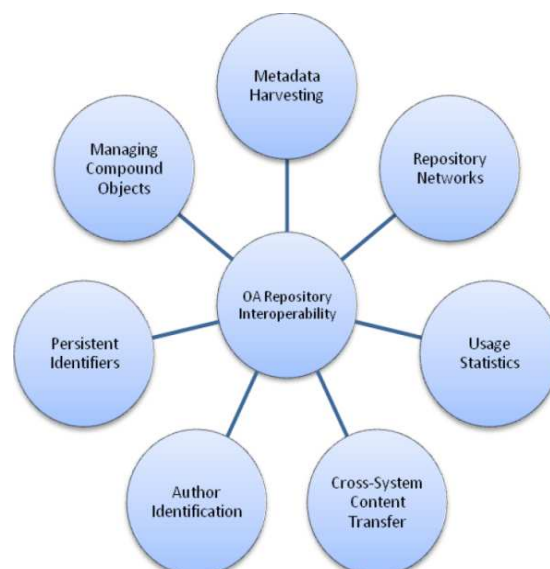 Metadata
Harvesting
Managing
Compound
Objects
Repository
Networks
OA Repository
Interoperability
Persistent
Identifiers
Usage
Statistics
Author
Identification
Cross-System
Content
Transfer